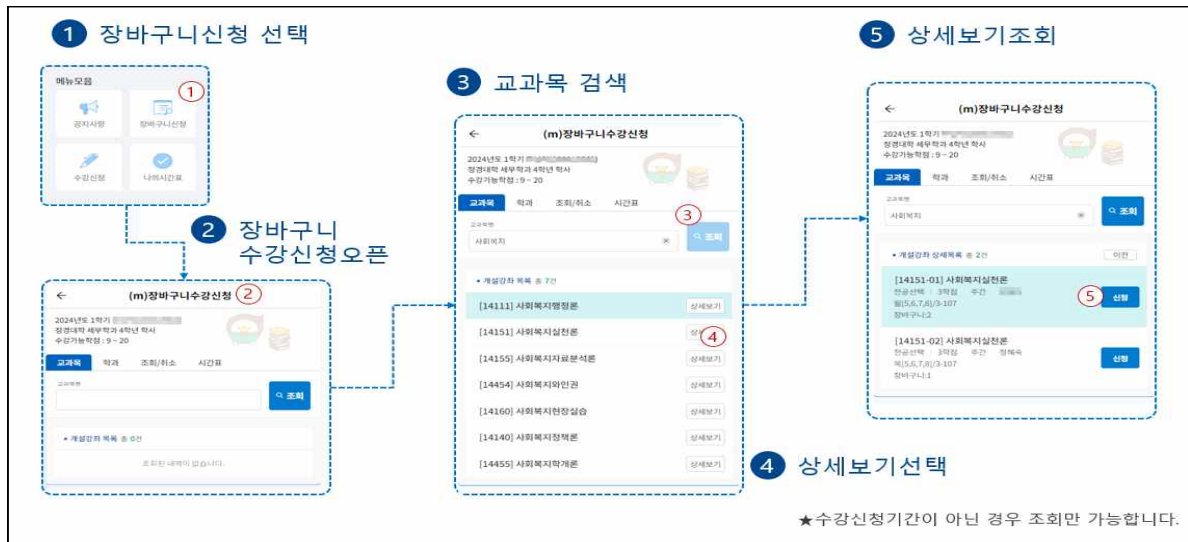 1 장바구니신청 선택
메뉴모음
1
공지사항
장바구니신청
수강신청
나의시간표
2 장바구니
수강신청오픈
←
(m)장바구니수강신청 2
2024년도 1학기
정경대학 세무학과 4학년 학사
수강가능학점 : 9 ~ 20
교과목 학과 조회/취소 시간표
교과목명
조회
• 개설강좌 목록 총 0건
조회된 내역이 없습니다.
3 교과목 검색
←
(m)장바구니수강신청
2024년도 1학기
정경대학 세무학과 4학년 학사
수강가능학점 : 9 ~ 20
교과목 학과 조회/취소 시간표
3
교과목명
사회복지
조회
• 개설강좌 목록 총 7건
[14111] 사회복지행정론 상세보기
[14151] 사회복지실천론 4
[14155] 사회복지자료분석론 상세보기
[14454] 사회복지와인권 상세보기
[14160] 사회복지현장실습 상세보기
[14140] 사회복지정책론 상세보기
[14455] 사회복지학개론 상세보기
4 상세보기선택
5 상세보기조회
←
(m)장바구니수강신청
2024년도 1학기
정경대학 세무학과 4학년 학사
수강가능학점 : 9 ~ 20
교과목 학과 조회/취소 시간표
교과목명
사회복지
조회
• 개설강좌 상세목록 총 2건 이전
[14151-01] 사회복지실천론
전공선택 3학점 주간
월[5,6,7,8]/3-107
장바구니:2
5 신청
[14151-02] 사회복지실천론
전공선택 3학점 주간 정혜숙
목[5,6,7,8]/3-107
장바구니:1
신청
★수강신청기간이 아닌 경우 조회만 가능합니다.